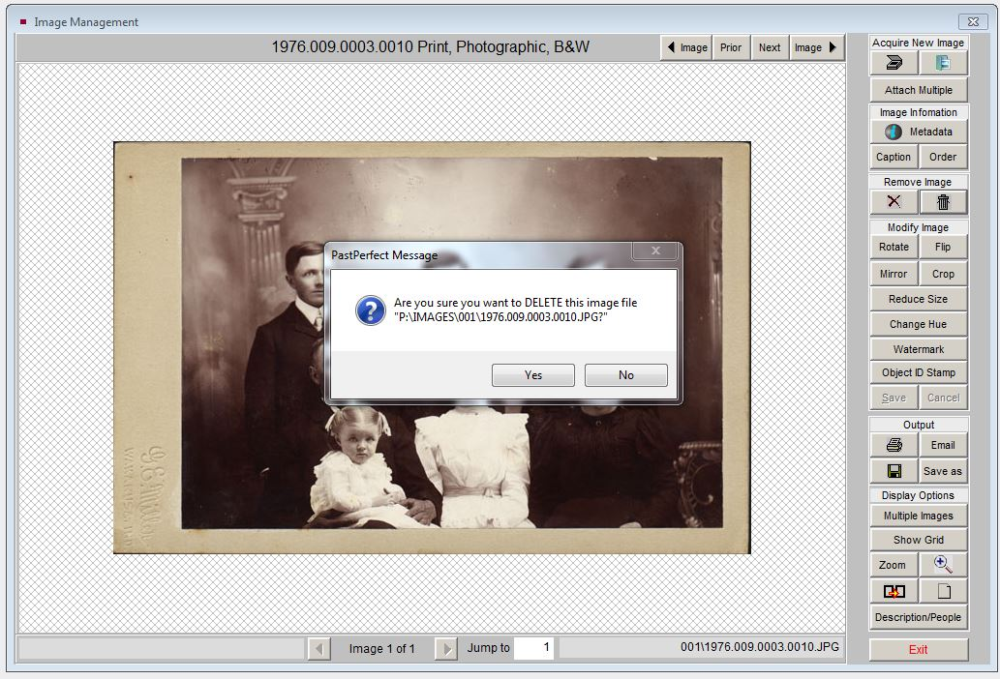 Image Management
1976.009.0003.0010 Print, Photographic, B&W
Image
Prior
Next
Image
Acquire New Image
Attach Multiple
Image Infomation
Metadata
Caption
Order
Remove Image
Modify Image
Rotate
Flip
Mirror
Crop
Reduce Size
Change Hue
Watermark
Object ID Stamp
Save
Cancel
Output
Email
Save as
Display Options
Multiple Images
Show Grid
Zoom
Description/People
Exit
PastPerfect Message
Are you sure you want to DELETE this image file
"P:\IMAGES\001\1976.009.0003.0010.JPG?"
Yes
No
Image 1 of 1
Jump to
1
001\1976.009.0003.0010.JPG